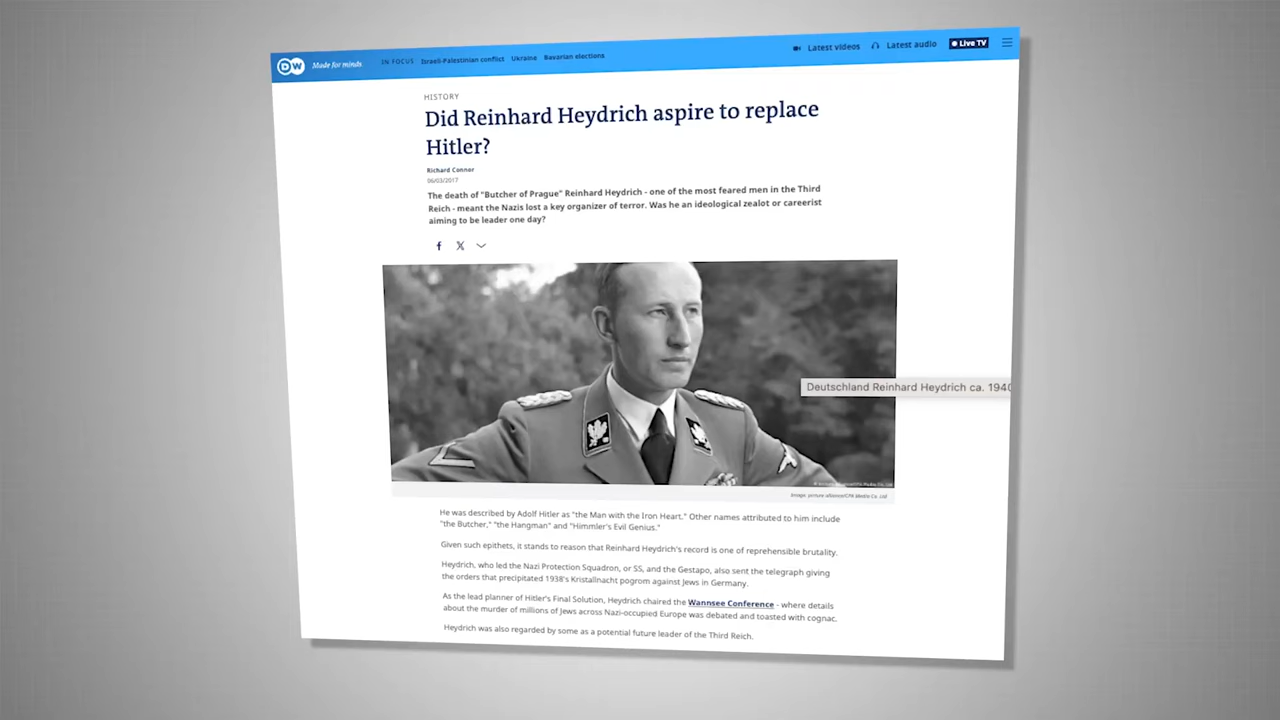 DW Made for minds IN FOCUS Israeli-Palestinian conflict Ukraine Bavarian elections Latest videos Latest audio Live TV
HISTORY
Did Reinhard Heydrich aspire to replace
Hitler?
Richard Connor
06/03/2017
The death of "Butcher of Prague" Reinhard Heydrich - one of the most feared men in the Third
Reich - meant the Nazis lost a key organizer of terror. Was he an ideological zealot or careerist
aiming to be leader one day?
Deutschland Reinhard Heydrich ca. 1940
Image: picture alliance/CPA Media Co. Ltd
He was described by Adolf Hitler as "the Man with the Iron Heart." Other names attributed to him include
"the Butcher," "the Hangman" and "Himmler's Evil Genius."
Given such epithets, it stands to reason that Reinhard Heydrich's record is one of reprehensible brutality.
Heydrich, who led the Nazi Protection Squadron, or SS, and the Gestapo, also sent the telegraph giving
the orders that precipitated 1938's Kristallnacht pogrom against Jews in Germany.
As the lead planner of Hitler's Final Solution, Heydrich chaired the Wannsee Conference - where details
about the murder of millions of Jews across Nazi-occupied Europe was debated and toasted with cognac.
Heydrich was also regarded by some as a potential future leader of the Third Reich.